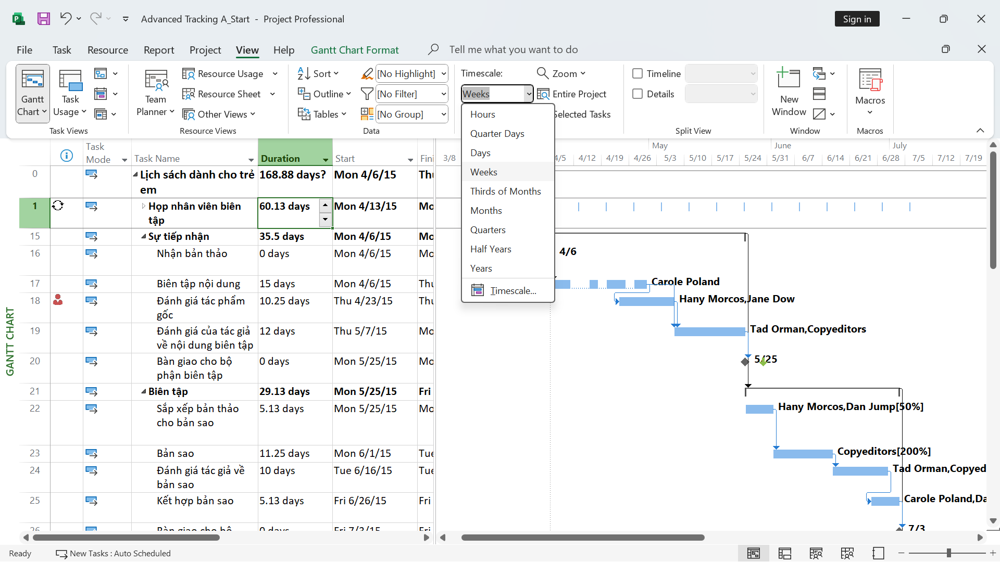 Advanced Tracking A_Start - Project Professional
Sign in
File Task Resource Report Project View Help Gantt Chart Format Tell me what you want to do
Gantt Chart
Task Usage
Task Views
Team Planner
Resource Usage
Resource Sheet
Other Views
Resource Views
Sort
Outline
Tables
[No Highlight]
[No Filter]
[No Group]
Data
Timescale:
Weeks
Zoom
Entire Project
Selected Tasks
Timeline
Details
Split View
New Window
Window
Macros
Macros
Hours
Quarter Days
Days
Weeks
Thirds of Months
Months
Quarters
Half Years
Years
Timescale...
GANTT CHART
Task Mode Task Name Duration Start Fini
May June July
3/8 4/5 4/12 4/19 4/26 5/3 5/10 5/17 5/24 5/31 6/7 6/14 6/21 6/28 7/5 7/12 7/19
0 Lịch sách dành cho trẻ em 168.88 days? Mon 4/6/15 Thu
1 Họp nhân viên biên tập 60.13 days Mon 4/13/15 Mo
15 Sự tiếp nhận 35.5 days Mon 4/6/15 Mo
16 Nhận bản thảo 0 days Mon 4/6/15 Mo
17 Biên tập nội dung 15 days Mon 4/6/15 Thu
18 Đánh giá tác phẩm gốc 10.25 days Thu 4/23/15 Thu
19 Đánh giá của tác giả về nội dung biên tập 12 days Thu 5/7/15 Mo
20 Bàn giao cho bộ phận biên tập 0 days Mon 5/25/15 Mo
21 Biên tập 29.13 days Mon 5/25/15 Fri
22 Sắp xếp bản thảo cho bản sao 5.13 days Mon 5/25/15 Mo
23 Bản sao 11.25 days Mon 6/1/15 Tue
24 Đánh giá tác giả về bản sao 10 days Tue 6/16/15 Tue
25 Kết hợp bản sao 5.13 days Fri 6/26/15 Fri
26 Bàn giao cho bộ 0 days Fri 7/3/15 Fri
4/6
Carole Poland
Hany Morcos,Jane Dow
Tad Orman,Copyeditors
5/25
Hany Morcos,Dan Jump[50%]
Copyeditors[200%]
Tad Orman,Copyed
Carole Poland,Da
7/3
Ready New Tasks : Auto Scheduled